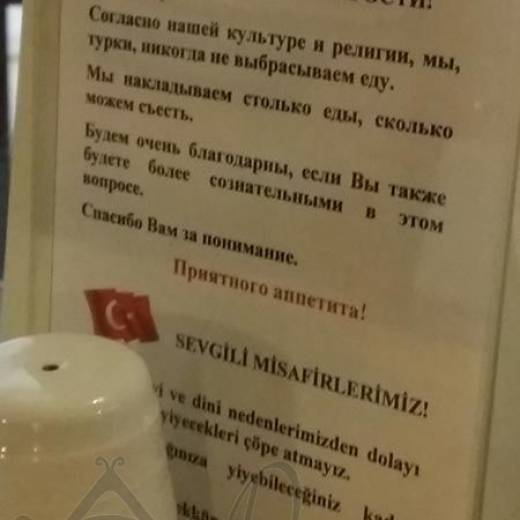 Согласно нашей культуре и религии, мы,
турки, никогда не выбрасываем еду.
Мы накладываем столько еды, сколько
можем съесть.
Будем очень благодарны, если Вы также
будете более сознательными в этом
вопросе.
Спасибо Вам за понимание.
Приятного аппетита!
SEVGİLİ MİSAFİRLERİMİZ!
ve dini nedenlerimizden dolayı
yiyecekleri çöpe atmayız.
yiyebileceğiniz